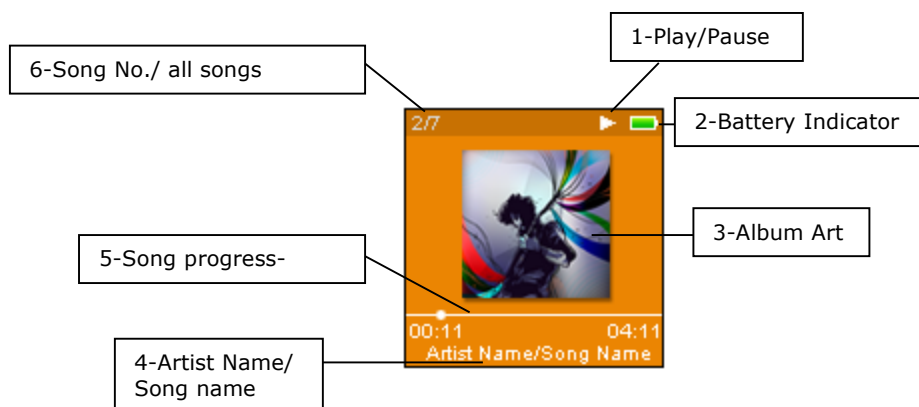 1-Play/Pause
6-Song No./ all songs
2/7
2-Battery Indicator
3-Album Art
5-Song progress-
00:11 04:11
Artist Name/Song Name
4-Artist Name/
Song name